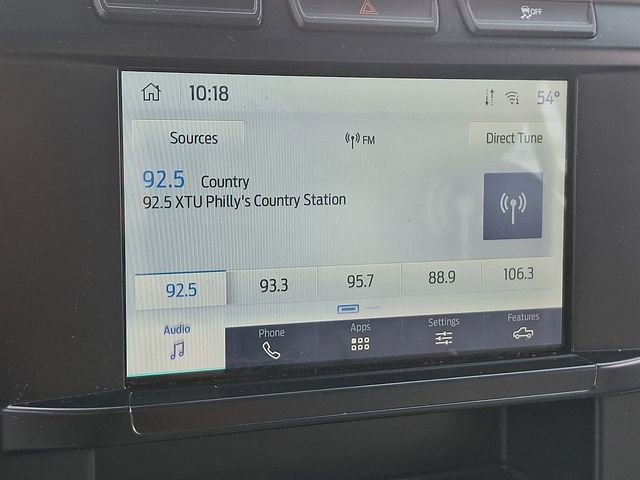 OFF
10:18
54°
Sources
FM
Direct Tune
92.5 Country
92.5 XTU Philly's Country Station
92.5
93.3
95.7
88.9
106.3
Audio
Phone
Apps
Settings
Features